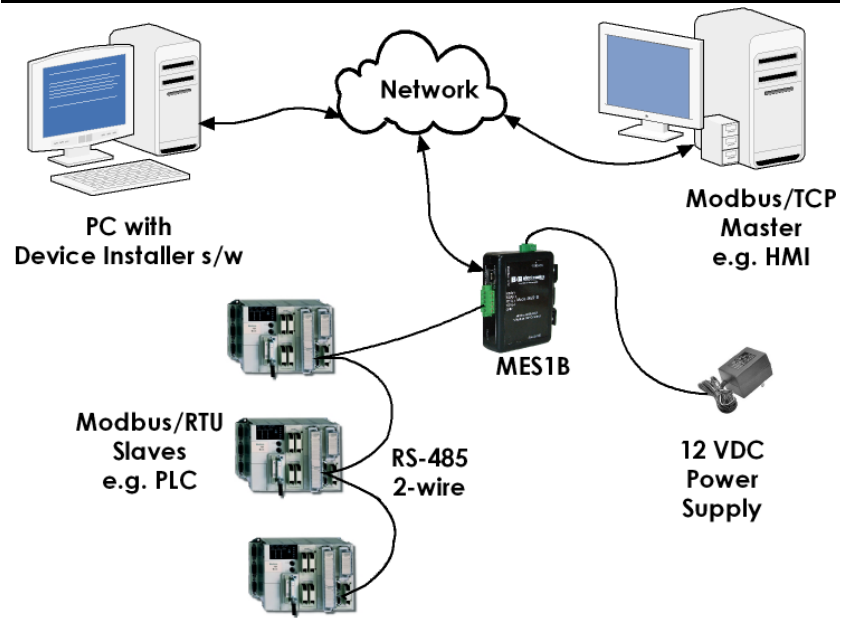 Network
PC with
Device Installer s/w
Modbus/TCP
Master
e.g. HMI
MES1B
Modbus/RTU
Slaves
e.g. PLC
RS-485
2-wire
12 VDC
Power
Supply